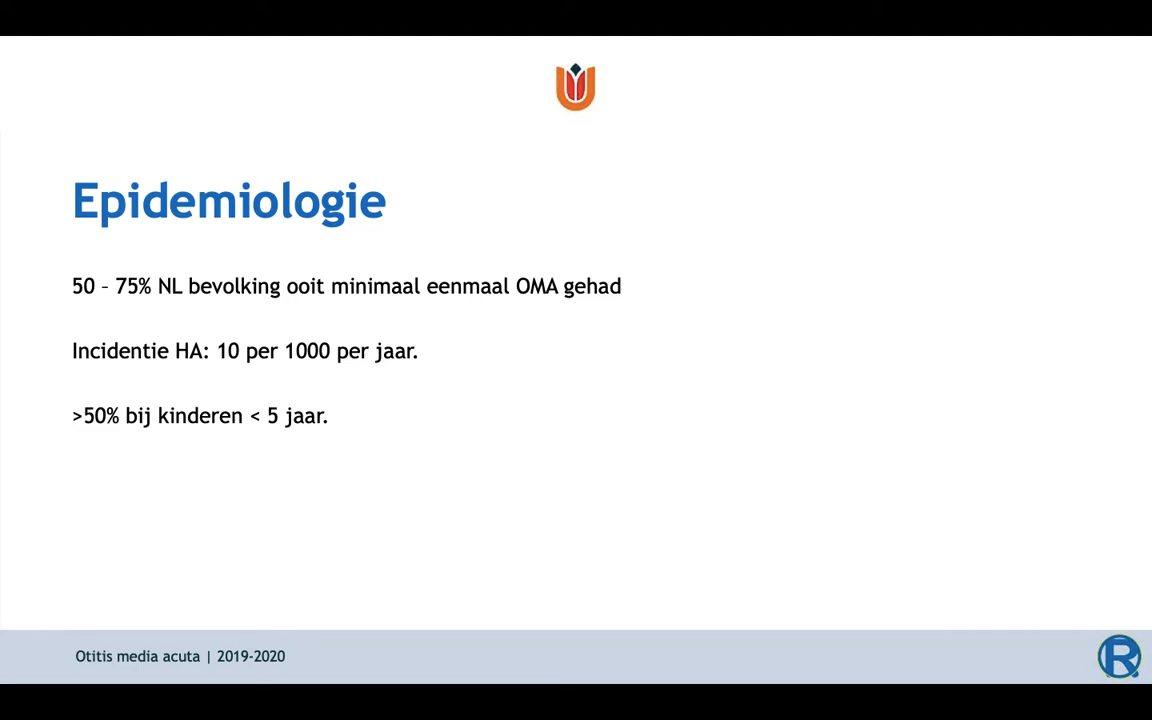 Epidemiologie
50 – 75% NL bevolking ooit minimaal eenmaal OMA gehad
Incidentie HA: 10 per 1000 per jaar.
>50% bij kinderen < 5 jaar.
Otitis media acuta | 2019-2020
R